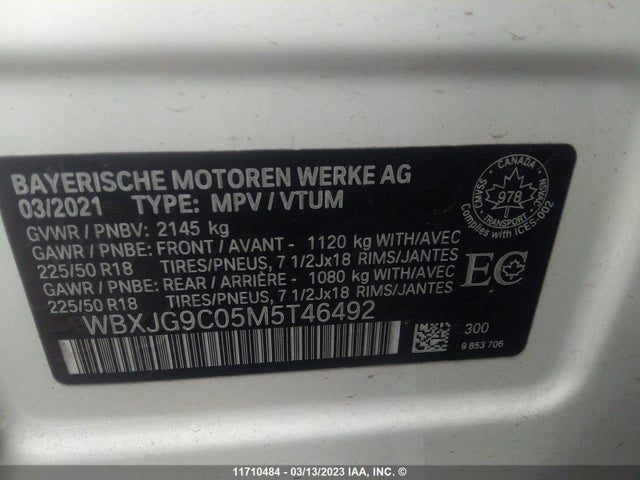 BAYERISCHE MOTOREN WERKE AG
03/2021 TYPE: MPV / VTUM
GVWR / PNBV: 2145 kg
GAWR / PNBE: FRONT / AVANT - 1120 kg WITH/AVEC
225/50 R18 TIRES/PNEUS, 7 1/2Jx18 RIMS/JANTES
GAWR / PNBE: REAR / ARRIÈRE - 1080 kg WITH/AVEC
225/50 R18 TIRES/PNEUS, 7 1/2Jx18 RIMS/JANTES
WBXJG9C05M5T46492
CANADA
978
TRANSPORT
Complies with ICES-002
EC
300
9 853 706
11710484 - 03/13/2023 IAA, INC. ©